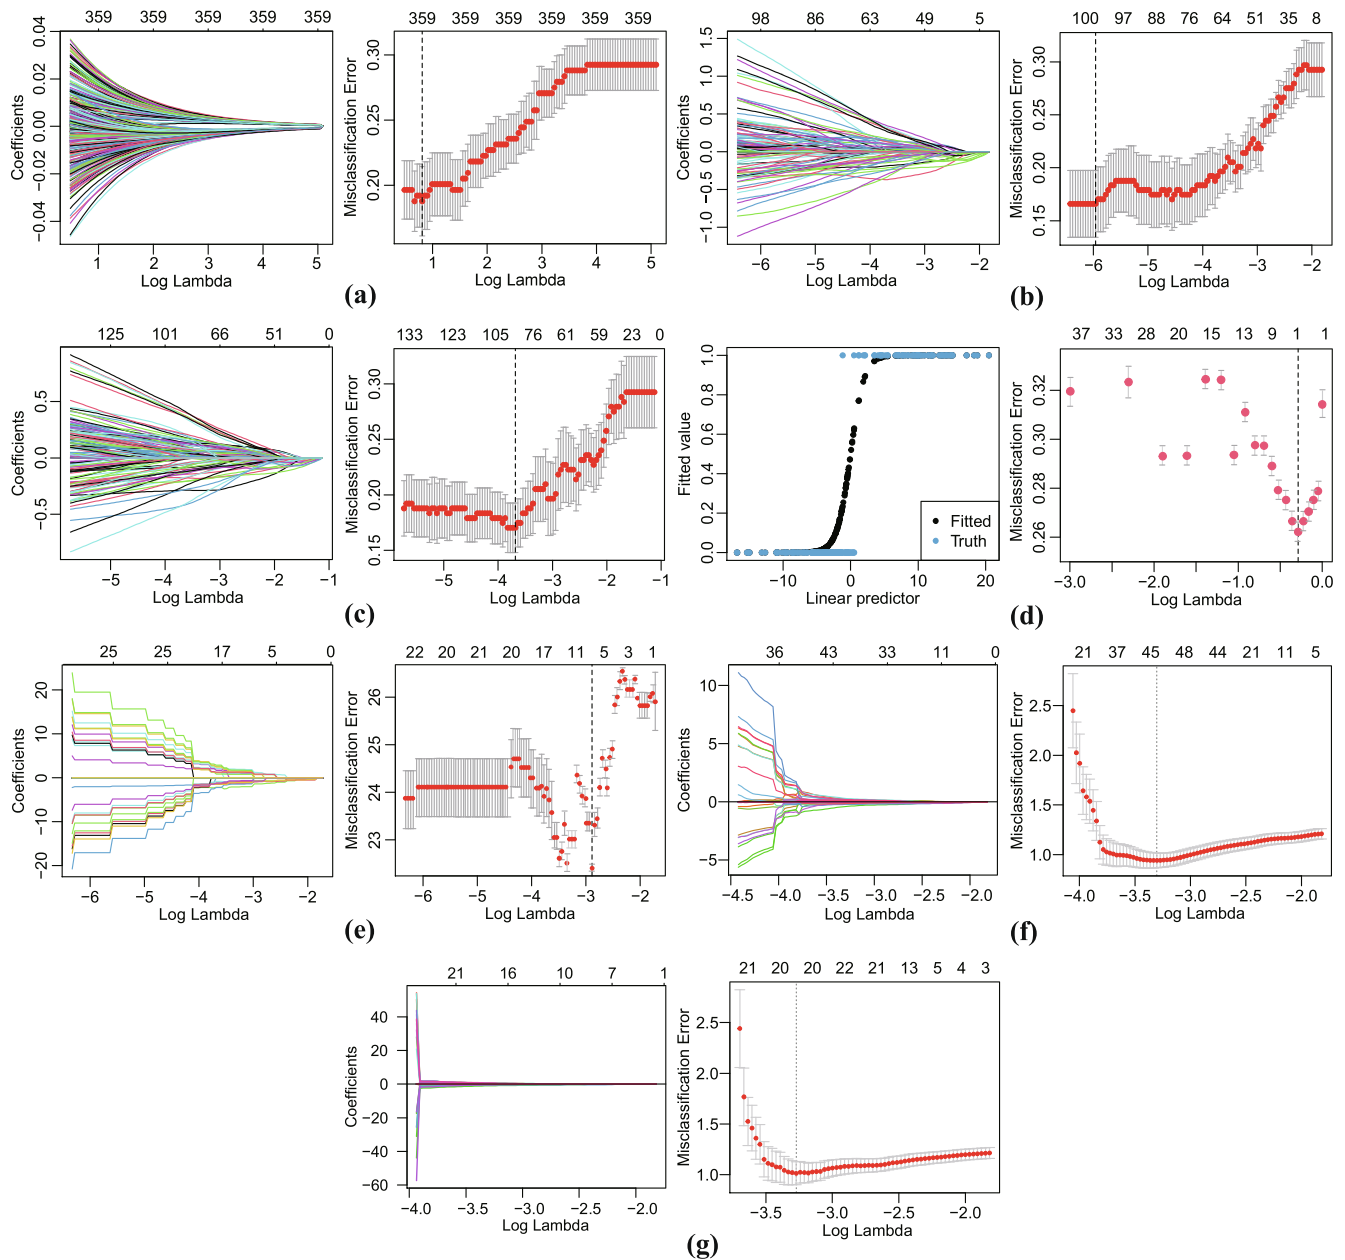 359 359 359 359 359
0.04
0.02
0.00
−0.02
−0.04
Coefficients
1 2 3 4 5
Log Lambda
359 359 359 359 359 359
0.30
0.25
0.20
Misclassification Error
1 2 3 4 5
Log Lambda
(a)
98 86 63 49 5
1.5
1.0
0.5
0.0
−0.5
−1.0
Coefficients
−6 −5 −4 −3 −2
Log Lambda
100 97 88 76 64 51 35 8
0.30
0.25
0.20
0.15
Misclassification Error
−6 −5 −4 −3 −2
Log Lambda
(b)
125 101 66 51 0
0.5
0.0
−0.5
Coefficients
−5 −4 −3 −2 −1
Log Lambda
133 123 105 76 61 59 23 0
0.30
0.25
0.20
0.15
Misclassification Error
−5 −4 −3 −2 −1
Log Lambda
(c)
1.0
0.8
0.6
0.4
0.2
0.0
Fitted value
Fitted
Truth
−10 0 10 20
Linear predictor
37 33 28 20 15 13 9 1 1
0.32
0.30
0.28
0.26
Misclassification Error
−3.0 −2.0 −1.0 0.0
Log Lambda
(d)
25 25 17 5 0
20
10
0
−10
−20
Coefficients
−6 −5 −4 −3 −2
Log Lambda
22 20 21 20 17 11 5 3 1
26
25
24
23
Misclassification Error
−6 −5 −4 −3 −2
Log Lambda
(e)
36 43 33 11 0
10
5
0
−5
Coefficients
−4.5 −4.0 −3.5 −3.0 −2.5 −2.0
Log Lambda
21 37 45 48 44 21 11 5
2.5
2.0
1.5
1.0
Misclassification Error
−4.0 −3.5 −3.0 −2.5 −2.0
Log Lambda
(f)
21 16 10 7 1
40
20
0
−20
−40
−60
Coefficients
−4.0 −3.5 −3.0 −2.5 −2.0
Log Lambda
21 20 20 22 21 13 5 4 3
2.5
2.0
1.5
1.0
Misclassification Error
−3.5 −3.0 −2.5 −2.0
Log Lambda
(g)